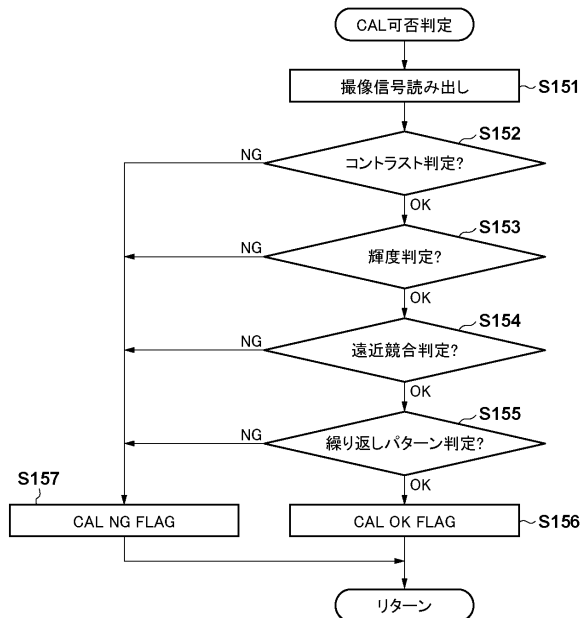 CAL可否判定
撮像信号読み出し
S151
S152
NG
コントラスト判定?
OK
S153
NG
輝度判定?
OK
S154
NG
遠近競合判定?
OK
S155
NG
繰り返しパターン判定?
OK
S157
CAL NG FLAG
CAL OK FLAG
S156
リターン